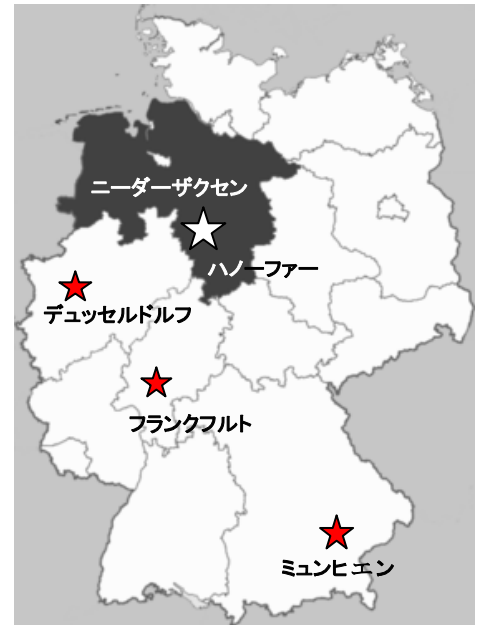 ニーダーザクセン
ハノーファー
デュッセルドルフ
フランクフルト
ミュンヒェン